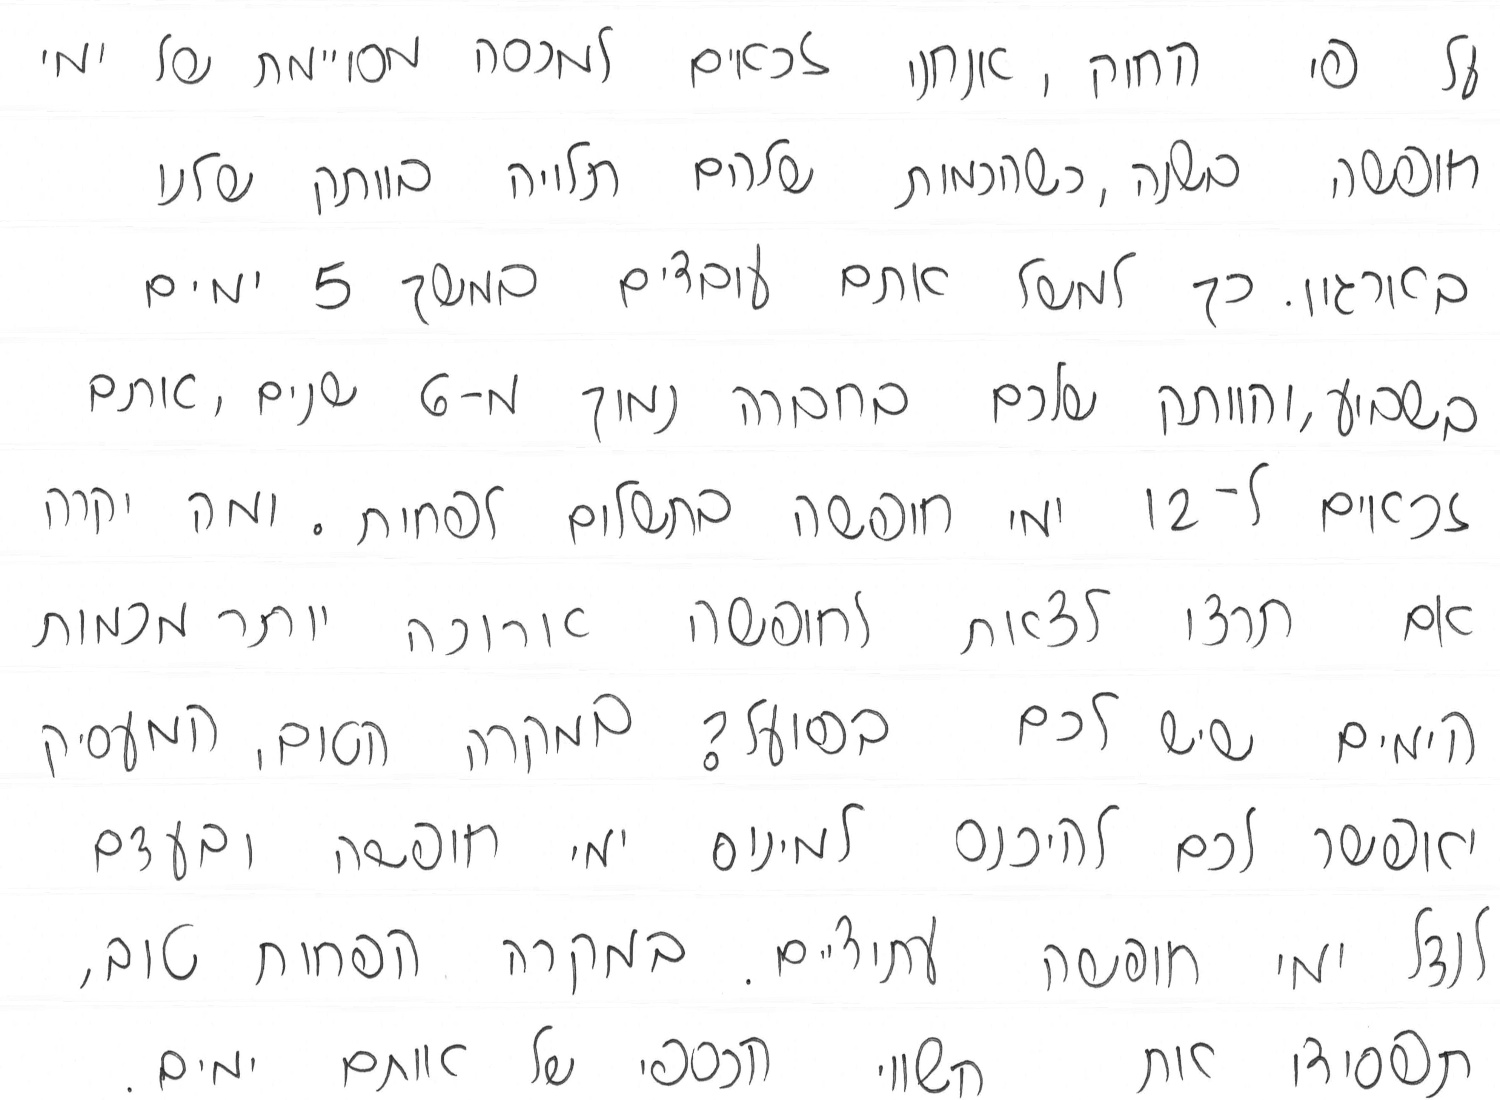 על פי החוק, אנחנו זכאים למכסה מסויימת של ימי
חופשה בשנה, כשהכמות שלהם תלויה בוותק שלנו
בארגון. כך למשל אתם עובדים במשך 5 ימים
בשבוע, והוותק שלכם בחברה נמוך מ-6 שנים, אתם
זכאים ל-12 ימי חופשה בתשלום לפחות. ומה יקרה
אם תרצו לצאת לחופשה ארוכה יותר מכמות
הימים שיש לכם בפועל? במקרה הטוב, המעסיק
יאפשר לכם להיכנס למינוס ימי חופשה ובעצם
לנצל ימי חופשה עתידיים. במקרה הפחות טוב,
תפסידו את השווי הכספי של אותם ימים.